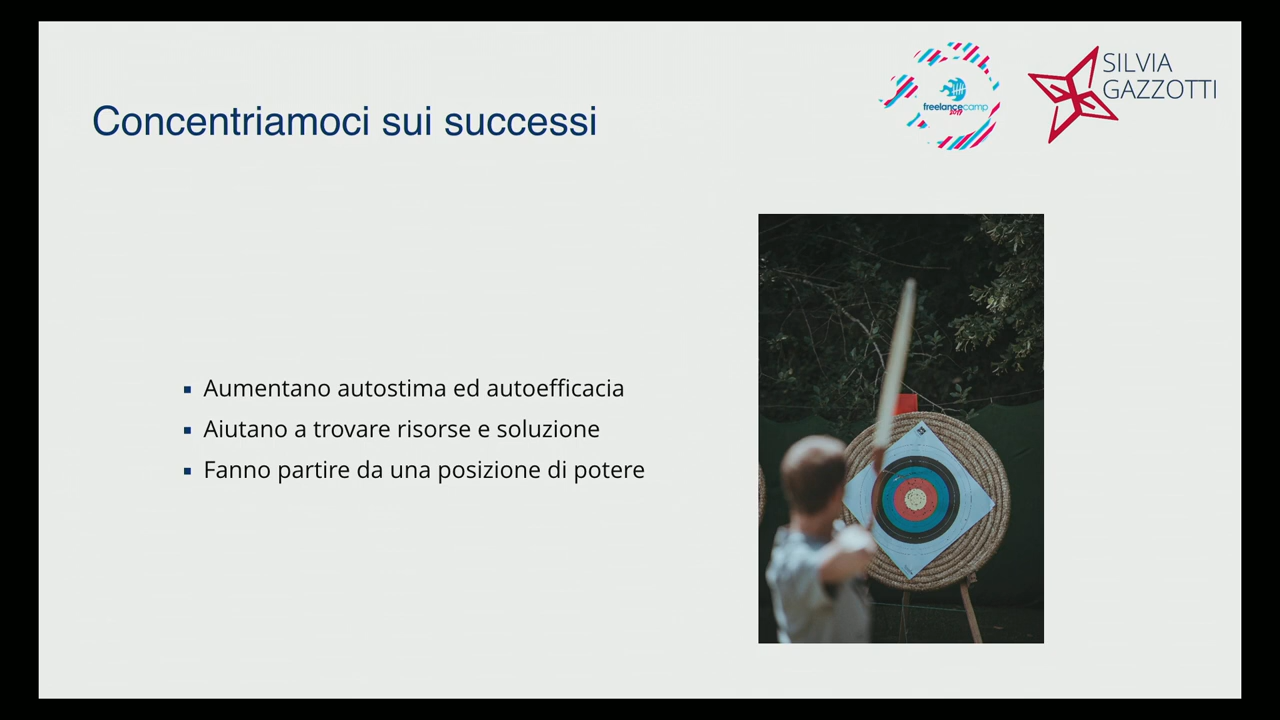 Concentriamoci sui successi
freelancecamp
2019
SILVIA
GAZZOTTI
Aumentano autostima ed autoefficacia
Aiutano a trovare risorse e soluzione
Fanno partire da una posizione di potere